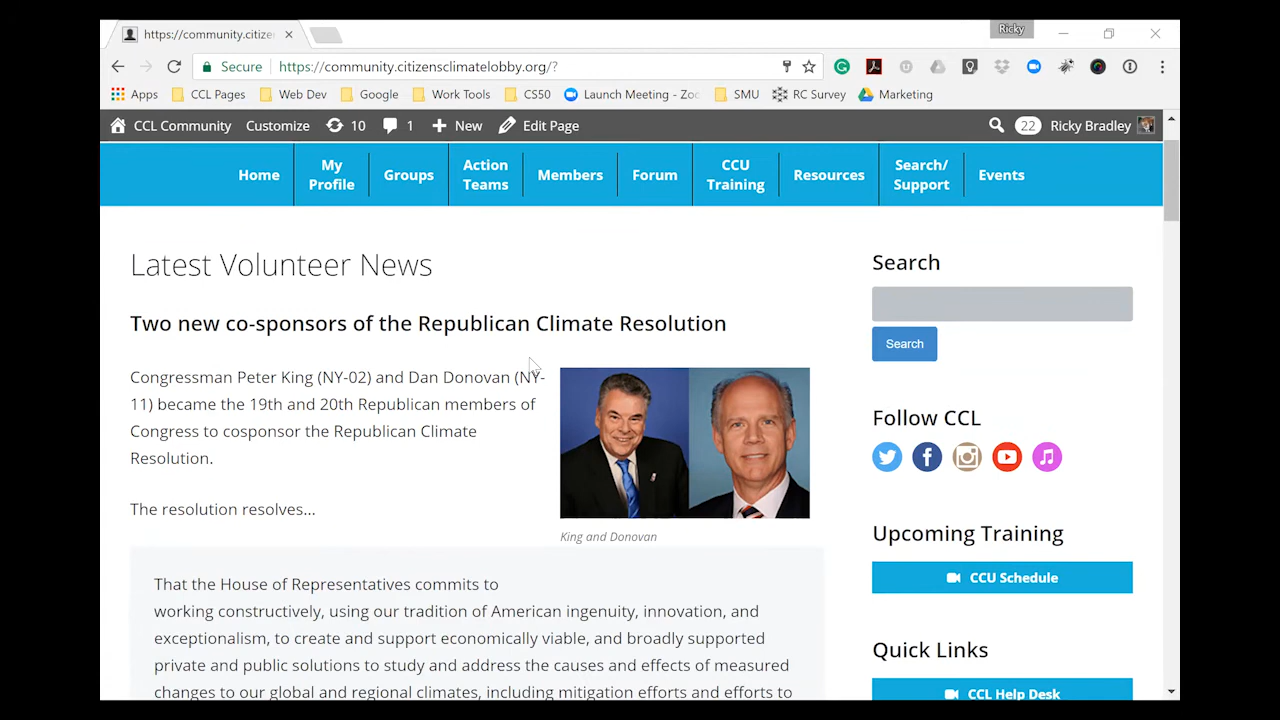 Ricky
https://community.citize
Secure https://community.citizensclimatelobby.org/?
Apps CCL Pages Web Dev Google Work Tools CS50 Launch Meeting - Zoo SMU RC Survey Marketing
CCL Community Customize 10 1 New Edit Page 22 Ricky Bradley
Home My Profile Groups Action Teams Members Forum CCU Training Resources Search/ Support Events
Latest Volunteer News
Two new co-sponsors of the Republican Climate Resolution
Congressman Peter King (NY-02) and Dan Donovan (NY-
11) became the 19th and 20th Republican members of
Congress to cosponsor the Republican Climate
Resolution.
The resolution resolves...
King and Donovan
That the House of Representatives commits to
working constructively, using our tradition of American ingenuity, innovation, and
exceptionalism, to create and support economically viable, and broadly supported
private and public solutions to study and address the causes and effects of measured
changes to our global and regional climates, including mitigation efforts and efforts to
Search
Search
Follow CCL
Upcoming Training
CCU Schedule
Quick Links
CCL Help Desk